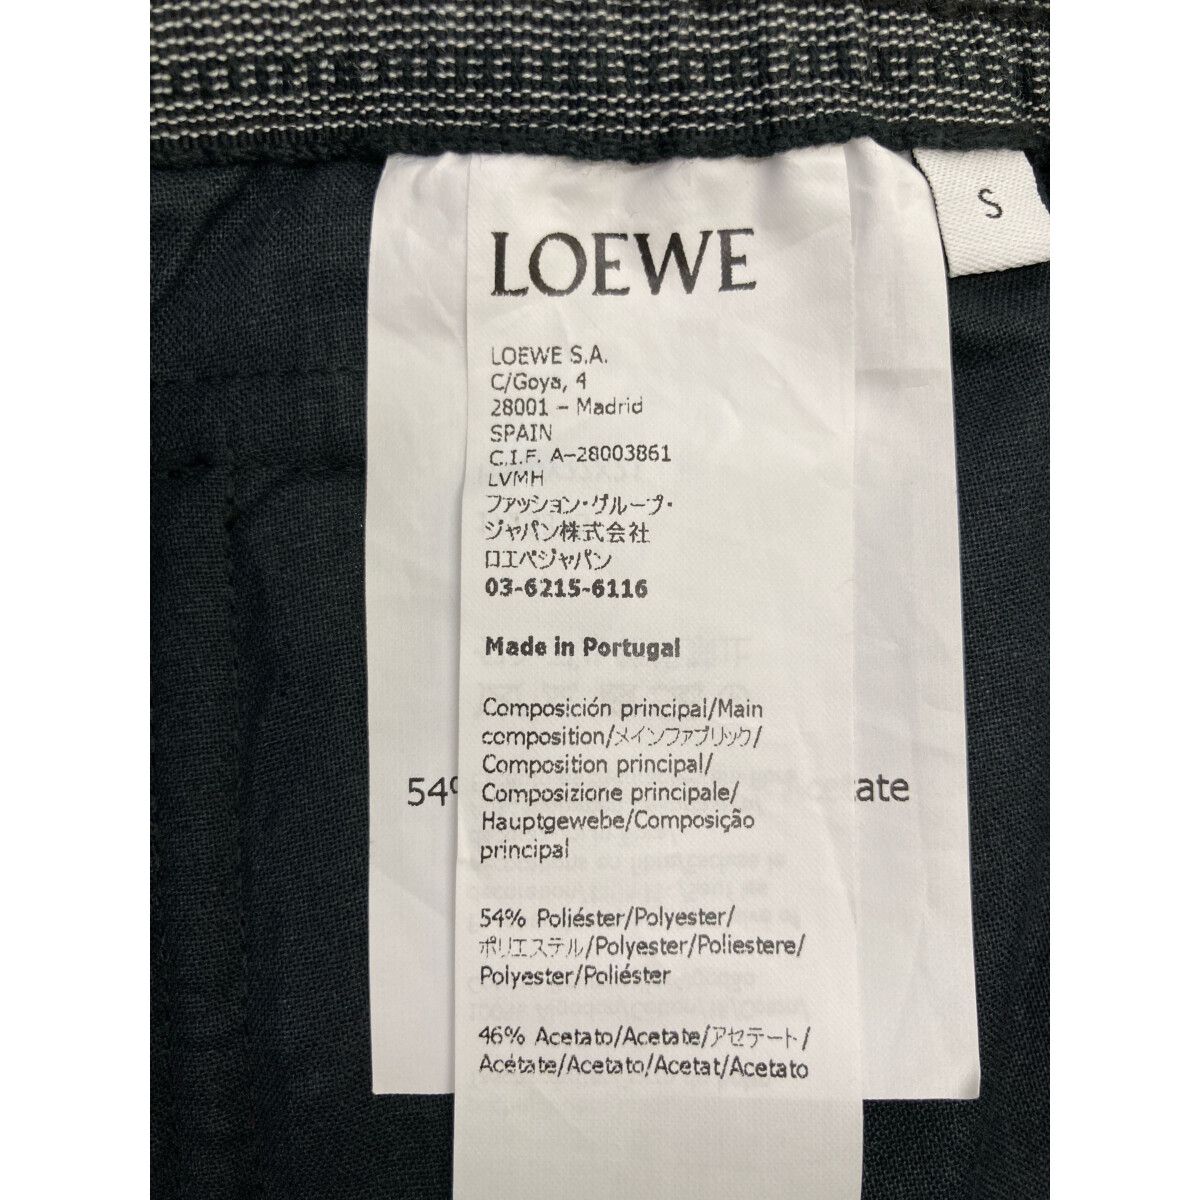 S
LOEWE
LOEWE S.A.
C/Goya, 4
28001 - Madrid
SPAIN
C.I.F. A-28003861
LVMH
ファッション・グループ・
ジャパン株式会社
ロエベジャパン
03-6215-6116
Made in Portugal
Composición principal/Main
composition/メインファブリック/
Composition principal/
Composizione principale/
Hauptgewebe/Composição
principal
54%
54% Poliéster/Polyester/
ポリエステル/Polyester/Poliestere/
Polyester/Poliéster
46% Acetato/Acetate/アセテート/
Acétate/Acetato/Acetat/Acetato